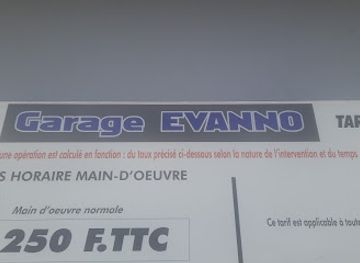 Garage EVANNO
TAR
une opération est calculé en fonction : du taux précisé ci-dessous selon la nature de l'intervention et du temps
S HORAIRE MAIN-D'OEUVRE
Main d'oeuvre normale
Ce tarif est applicable à toute
250 F.TTC